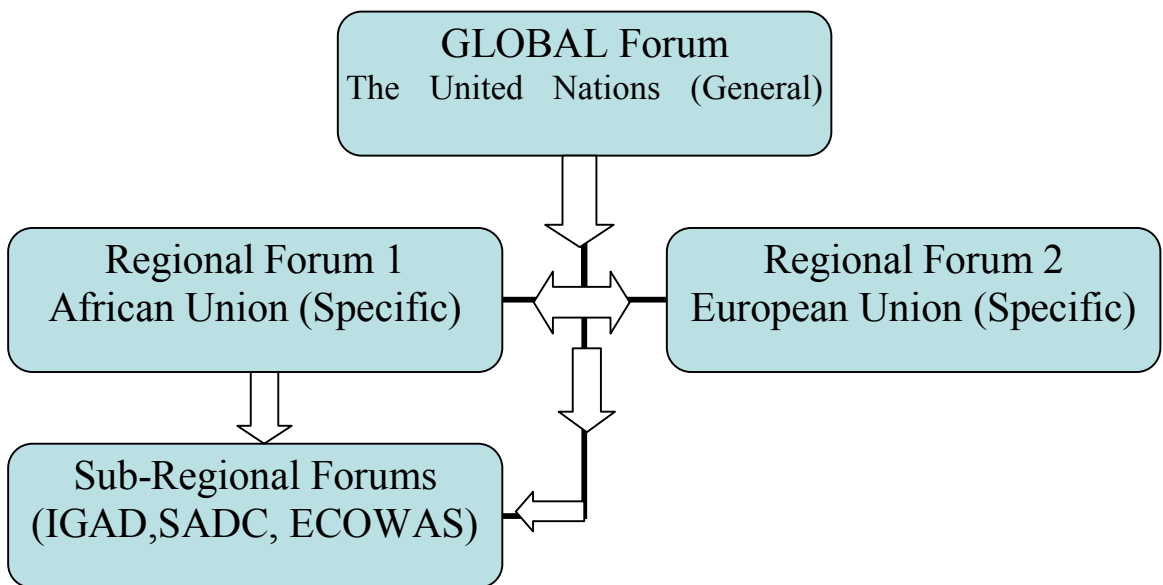 GLOBAL Forum
The United Nations (General)
Regional Forum 1
African Union (Specific)
Regional Forum 2
European Union (Specific)
Sub-Regional Forums
(IGAD,SADC, ECOWAS)